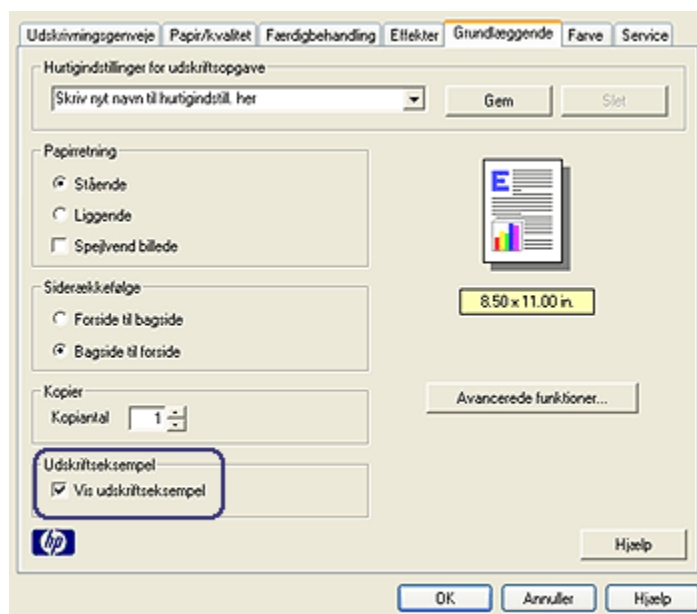 Udskrivningsgenveje Papir/kvalitet Færdigbehandling Effekter Grundlæggende Farve Service
Hurtigindstillinger for udskriftsopgave
Skriv nyt navn til hurtigindstill. her Gem Slet
Papirretning
Stående
Liggende
Spejlvend billede
E
8.50 x 11.00 in.
Siderækkefølge
Forside til bagside
Bagside til forside
Kopier
Kopiantal 1
Avancerede funktioner...
Udskriftseksempel
Vis udskriftseksempel
hp
Hjælp
OK Annuller Hjælp